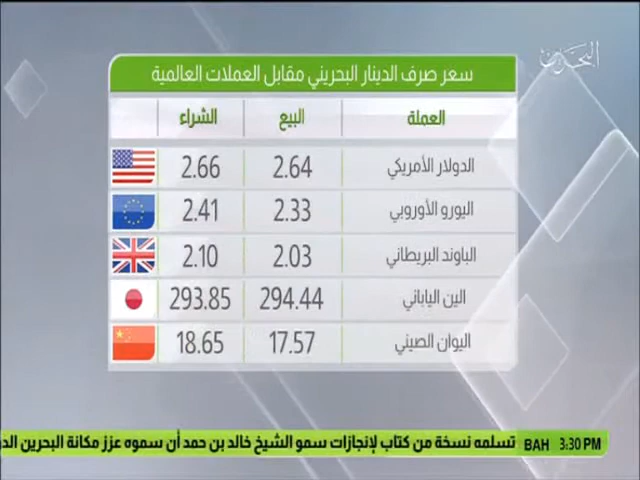 البحرين
سعر صرف الدينار البحريني مقابل العملات العالمية
العملة البيع الشراء
الدولار الأمريكي 2.64 2.66
اليورو الأوروبي 2.33 2.41
الباوند البريطاني 2.03 2.10
الين الياباني 294.44 293.85
اليوان الصيني 17.57 18.65
BAH 3:30 PM
تسلمه نسخة من كتاب لإنجازات سمو الشيخ خالد بن حمد أن سموه عزز مكانة البحرين